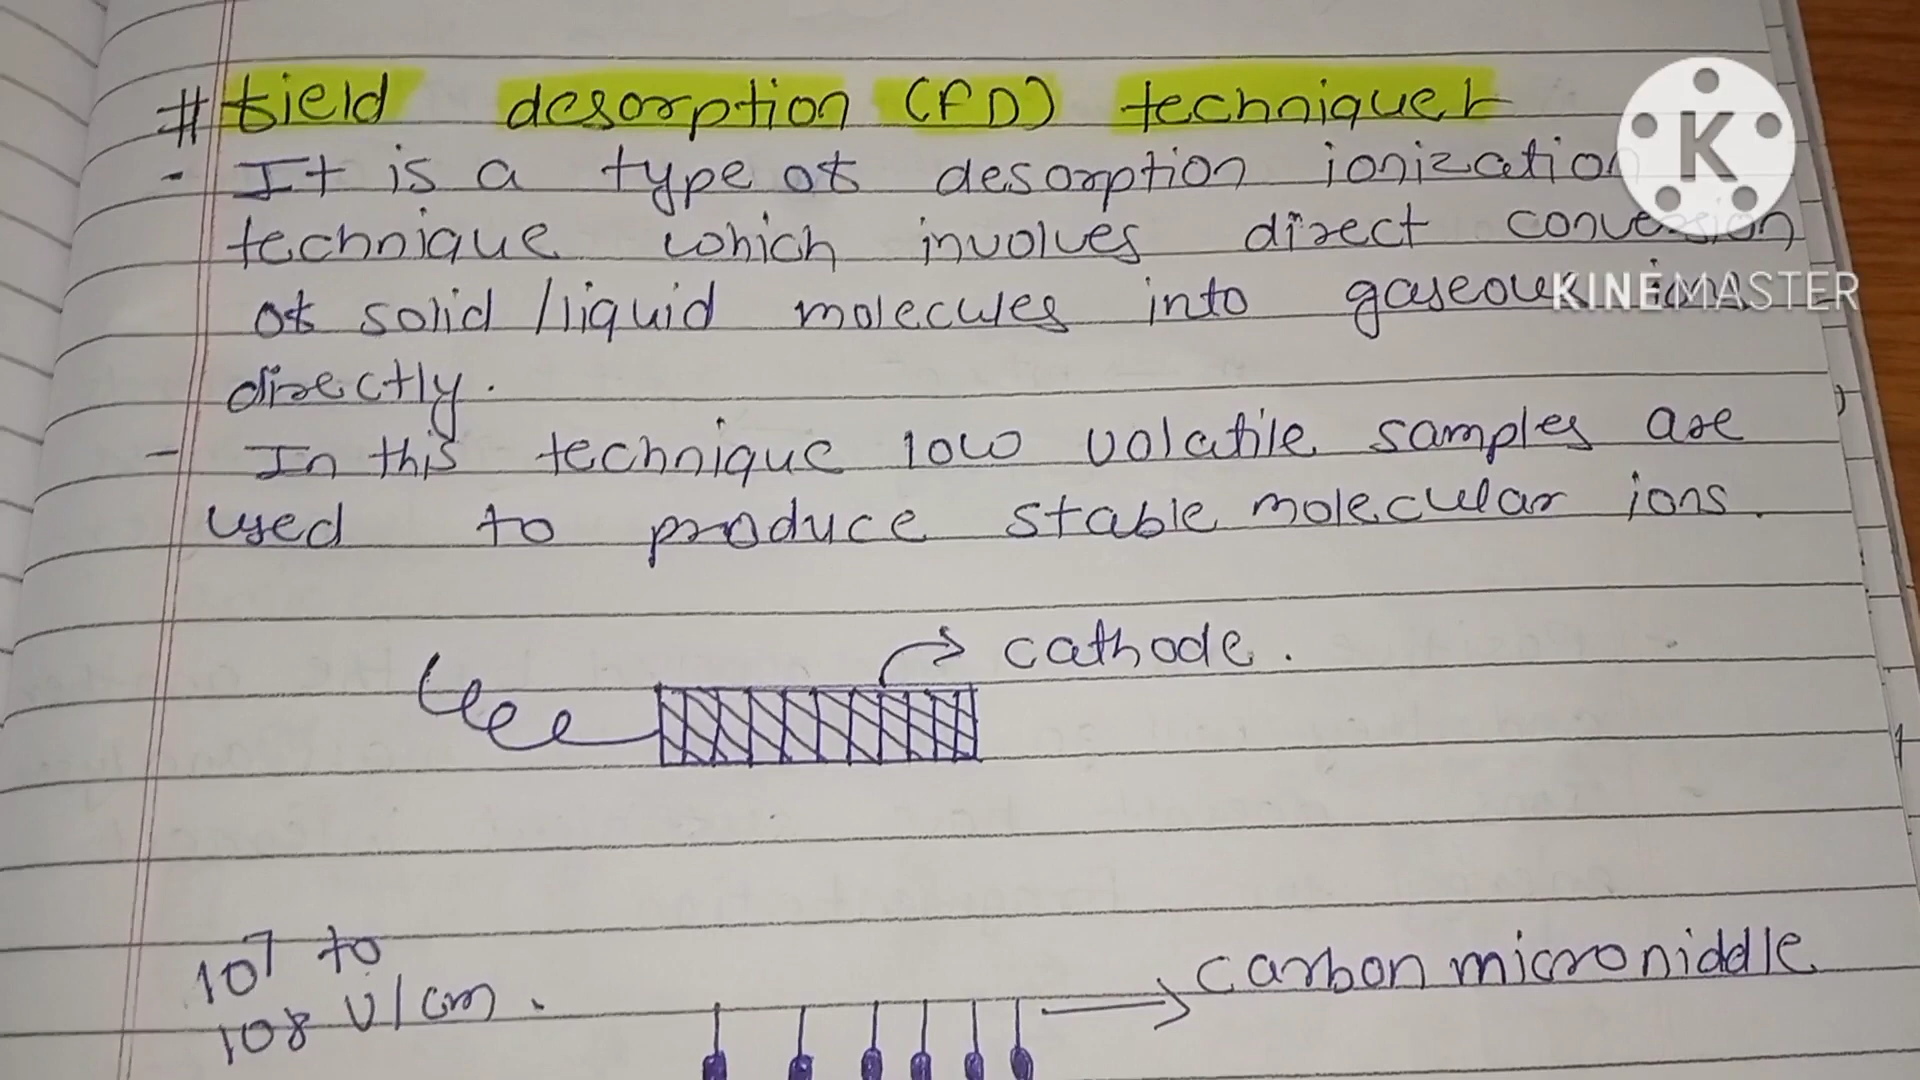 # field desorption (FD) technique :-
- It is a type of desorption ionization
technique which involves direct conversion
of solid /liquid molecules into gaseous ions
directly.
- In this technique low volatile samples are
used to produce stable molecular ions.
cathode.
10⁷ to
10⁸ V/cm.
carbon microniddle
K
KINEMASTER